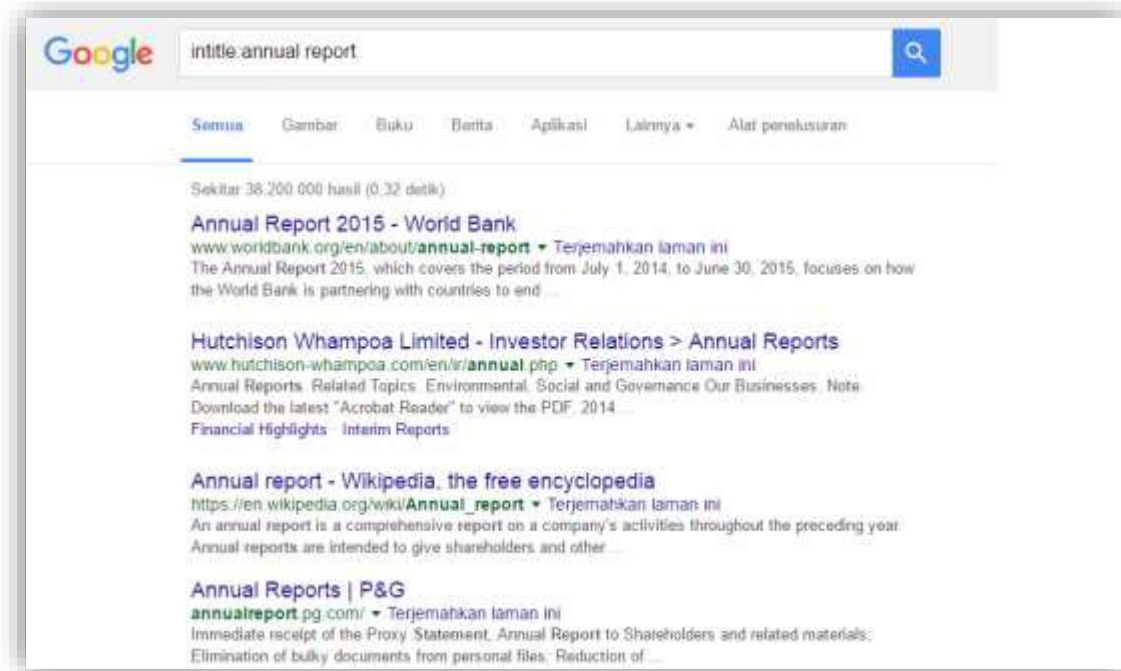 Google
intitle:annual report
Semua Gambar Buku Berita Aplikasi Lainnya Alat penelusuran
Sekitar 38.200.000 hasil (0,32 detik)
Annual Report 2015 - World Bank
www.worldbank.org/en/about/annual-report Terjemahkan laman ini
The Annual Report 2015, which covers the period from July 1, 2014, to June 30, 2015, focuses on how
the World Bank is partnering with countries to end ...
Hutchison Whampoa Limited - Investor Relations > Annual Reports
www.hutchison-whampoa.com/en/ir/annual.php Terjemahkan laman ini
Annual Reports. Related Topics. Environmental, Social and Governance Our Businesses. Note:
Download the latest "Acrobat Reader" to view the PDF. 2014 ...
Financial Highlights - Interim Reports
Annual report - Wikipedia, the free encyclopedia
https://en.wikipedia.org/wiki/Annual_report Terjemahkan laman ini
An annual report is a comprehensive report on a company's activities throughout the preceding year.
Annual reports are intended to give shareholders and other ...
Annual Reports | P&G
annualreport.pg.com/ Terjemahkan laman ini
Immediate receipt of the Proxy Statement, Annual Report to Shareholders and related materials;
Elimination of bulky documents from personal files; Reduction of ...